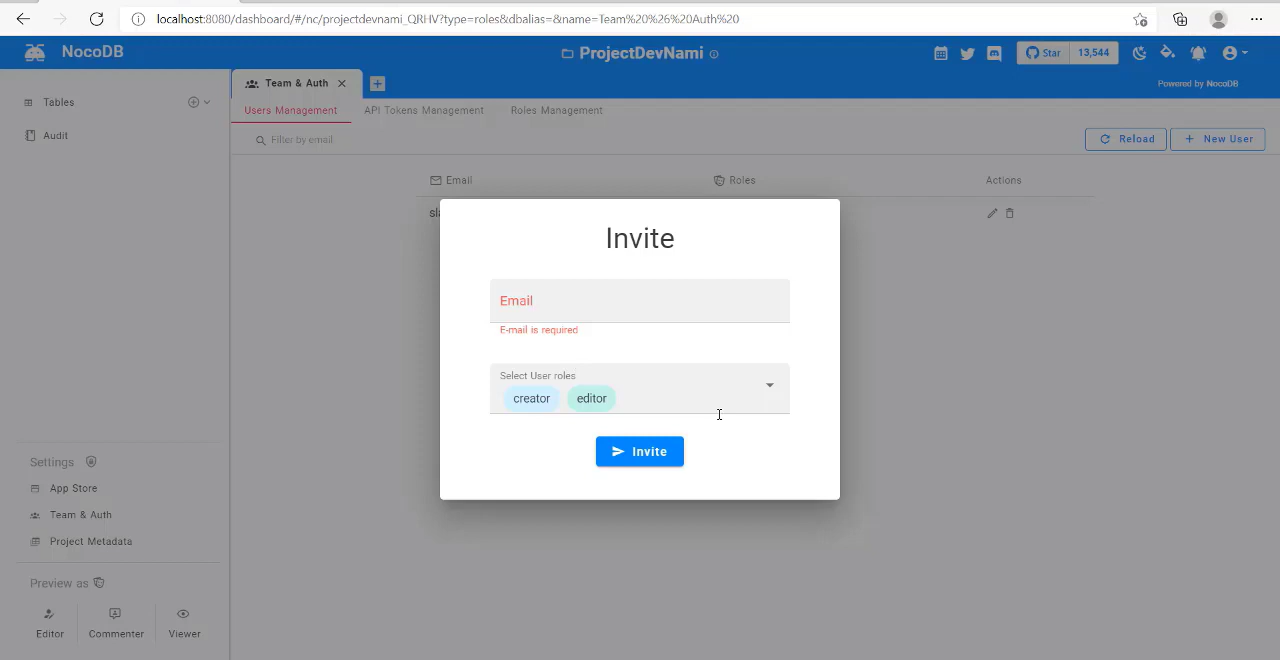 localhost:8080/dashboard/#/nc/projectdevnami_QRHV?type=roles&dbalias=&name=Team%20%26%20Auth%20
NocoDB
ProjectDevNami
Star 13,544
Team & Auth
Powered by NocoDB
Tables
Users Management API Tokens Management Roles Management
Audit
Filter by email
Reload
New User
Email Roles Actions
Invite
Email
E-mail is required
Select User roles
creator editor
Invite
Settings
App Store
Team & Auth
Project Metadata
Preview as
Editor Commenter Viewer